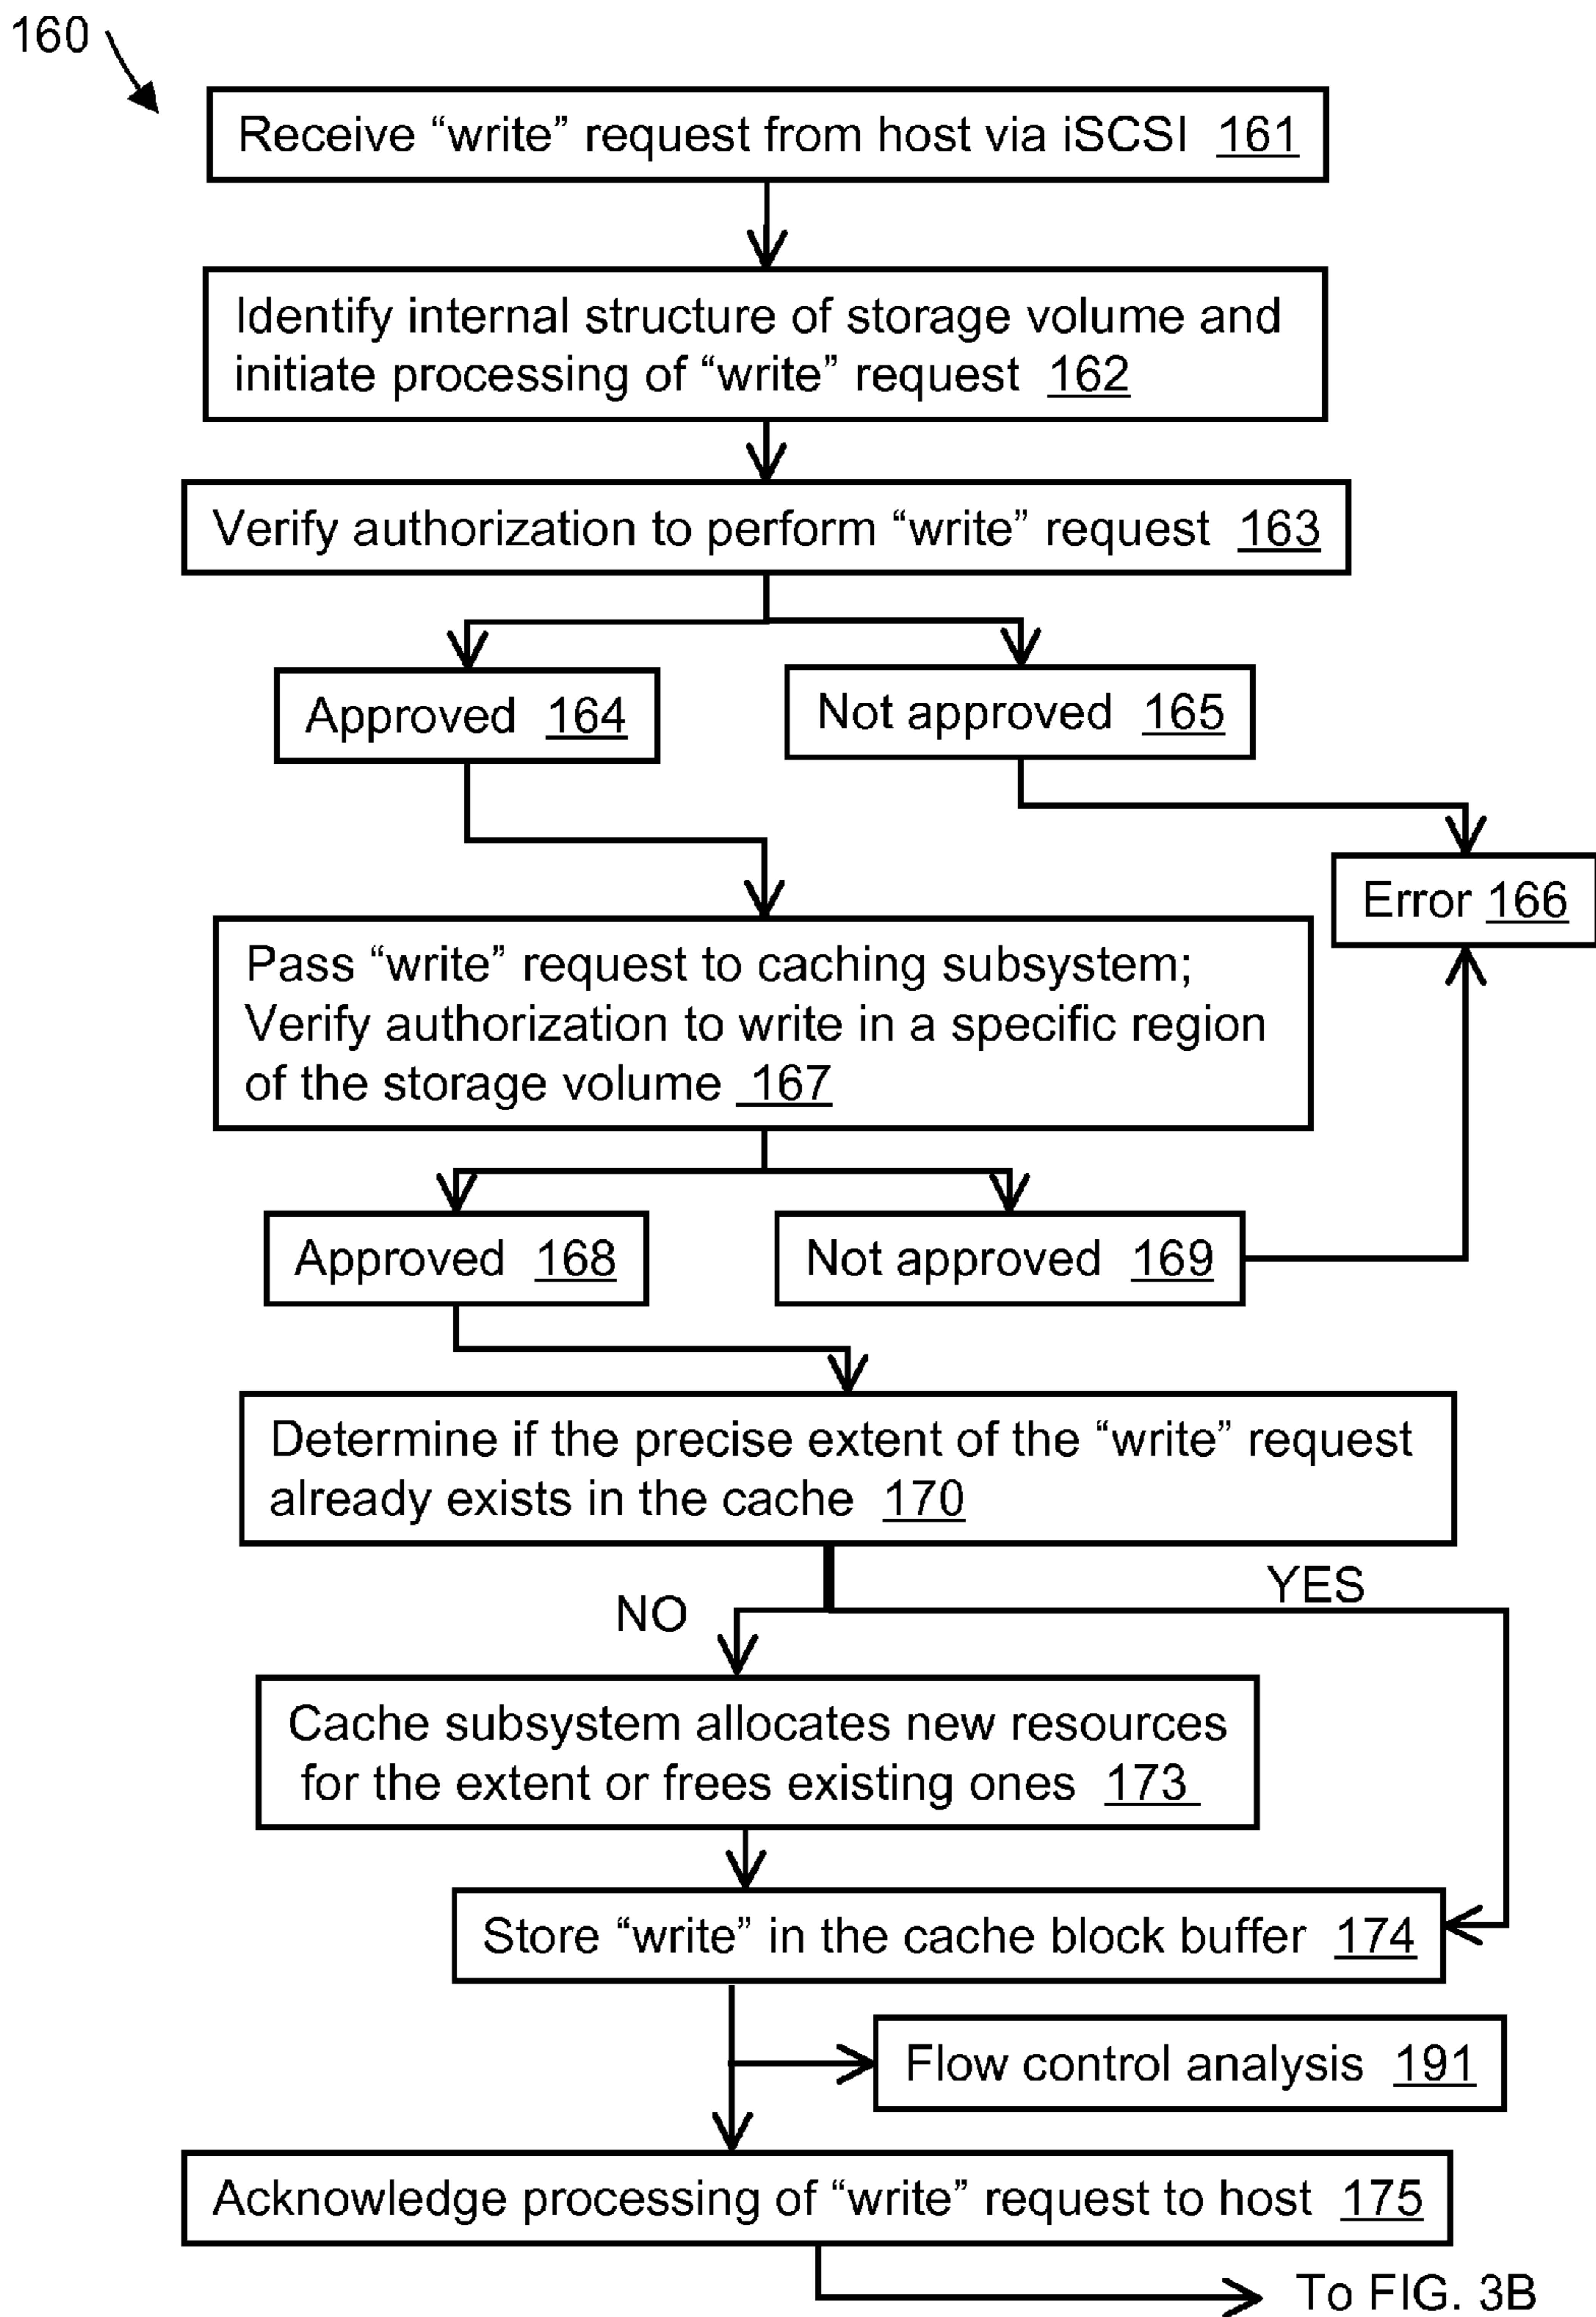 160
Receive “write” request from host via iSCSI 161
Identify internal structure of storage volume and
initiate processing of “write” request 162
Verify authorization to perform “write” request 163
Approved 164
Not approved 165
Error 166
Pass “write” request to caching subsystem;
Verify authorization to write in a specific region
of the storage volume 167
Approved 168
Not approved 169
Determine if the precise extent of the “write” request
already exists in the cache 170
YES
NO
Cache subsystem allocates new resources
for the extent or frees existing ones 173
Store “write” in the cache block buffer 174
Flow control analysis 191
Acknowledge processing of “write” request to host 175
To FIG. 3B